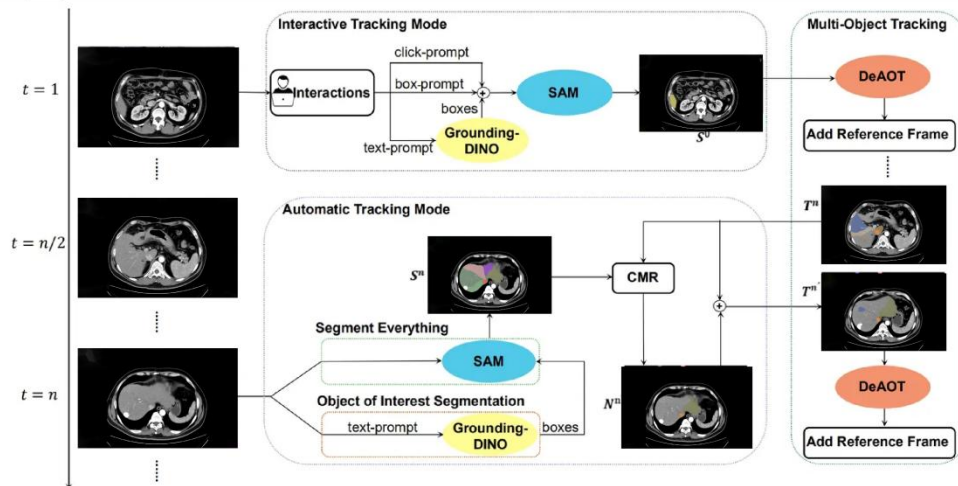 Interactive Tracking Mode
Multi-Object Tracking
t = 1
Interactions
click-prompt
box-prompt
boxes
text-prompt
+
SAM
Grounding-
DINO
S⁰
DeAOT
Add Reference Frame
t = n/2
Automatic Tracking Mode
Sⁿ
CMR
Tⁿ
+
Tⁿ'
Segment Everything
SAM
t = n
Object of Interest Segmentation
text-prompt
Grounding-
DINO
boxes
Nⁿ
DeAOT
Add Reference Frame